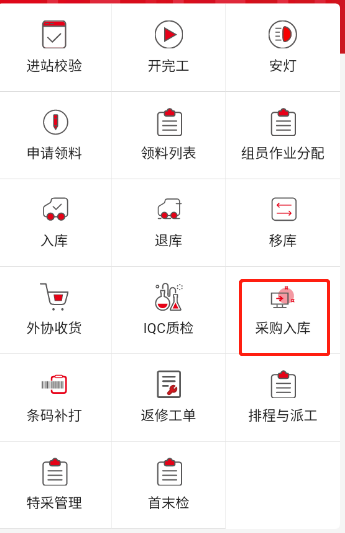 进站校验 开完工 安灯
申请领料 领料列表 组员作业分配
入库 退库 移库
外协收货 IQC质检 采购入库
条码补打 返修工单 排程与派工
特采管理 首末检